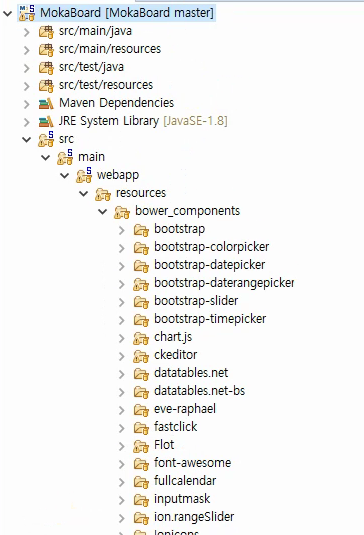 MokaBoard [MokaBoard master]
src/main/java
src/main/resources
src/test/java
src/test/resources
Maven Dependencies
JRE System Library [JavaSE-1.8]
src
main
webapp
resources
bower_components
bootstrap
bootstrap-colorpicker
bootstrap-datepicker
bootstrap-daterangepicker
bootstrap-slider
bootstrap-timepicker
chart.js
ckeditor
datatables.net
datatables.net-bs
eve-raphael
fastclick
Flot
font-awesome
fullcalendar
inputmask
ion.rangeSlider